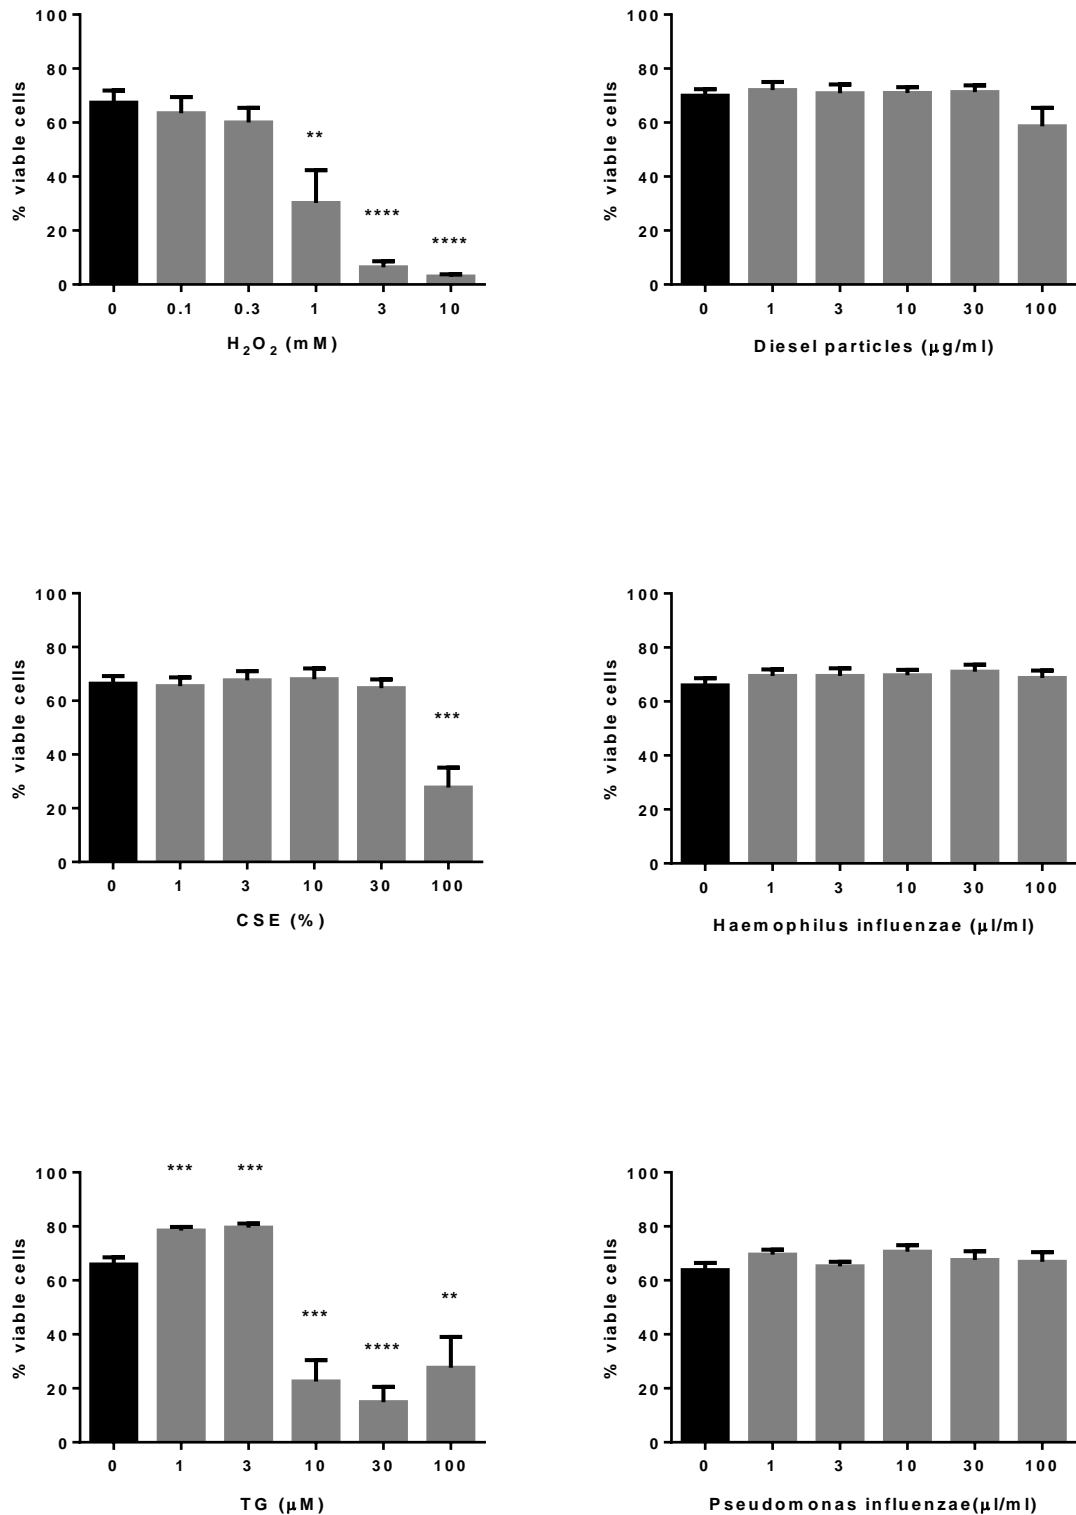 100
80
60
40
20
0
% viable cells
**
****
****
0 0.1 0.3 1 3 10
H₂O₂ (mM)
100
80
60
40
20
0
% viable cells
0 1 3 10 30 100
Diesel particles (μg/ml)
100
80
60
40
20
0
% viable cells
***
0 1 3 10 30 100
CSE (%)
100
80
60
40
20
0
% viable cells
0 1 3 10 30 100
Haemophilus influenzae (μl/ml)
100
80
60
40
20
0
% viable cells
*** ***
***
****
**
0 1 3 10 30 100
TG (μM)
100
80
60
40
20
0
% viable cells
0 1 3 10 30 100
Pseudomonas influenzae(μl/ml)